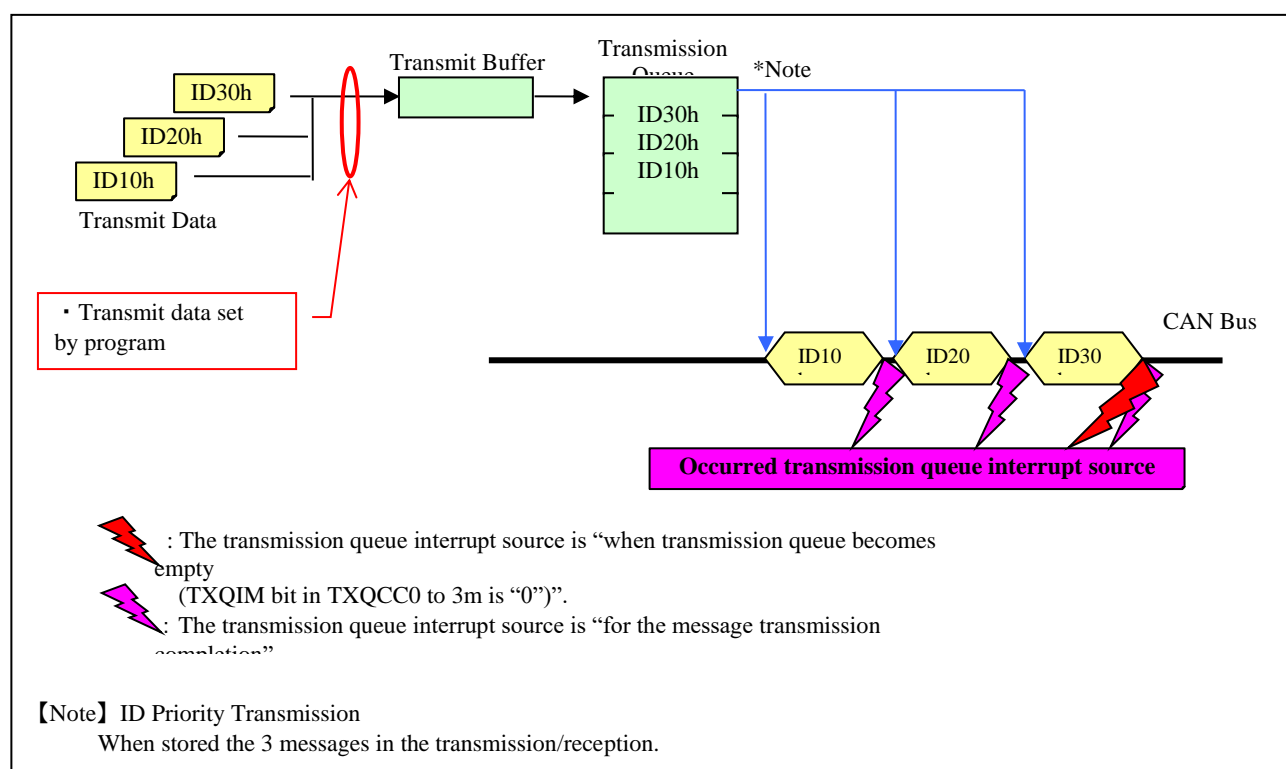 Transmit Buffer
Transmission
Queue
*Note
ID30h
ID20h
ID10h
Transmit Data
ID30h
ID20h
ID10h
・Transmit data set
by program
CAN Bus
ID10
ID20
ID30
Occurred transmission queue interrupt source
: The transmission queue interrupt source is “when transmission queue becomes
empty
(TXQIM bit in TXQCC0 to 3m is “0”)”.
: The transmission queue interrupt source is “for the message transmission
completion”
【Note】ID Priority Transmission
When stored the 3 messages in the transmission/reception.